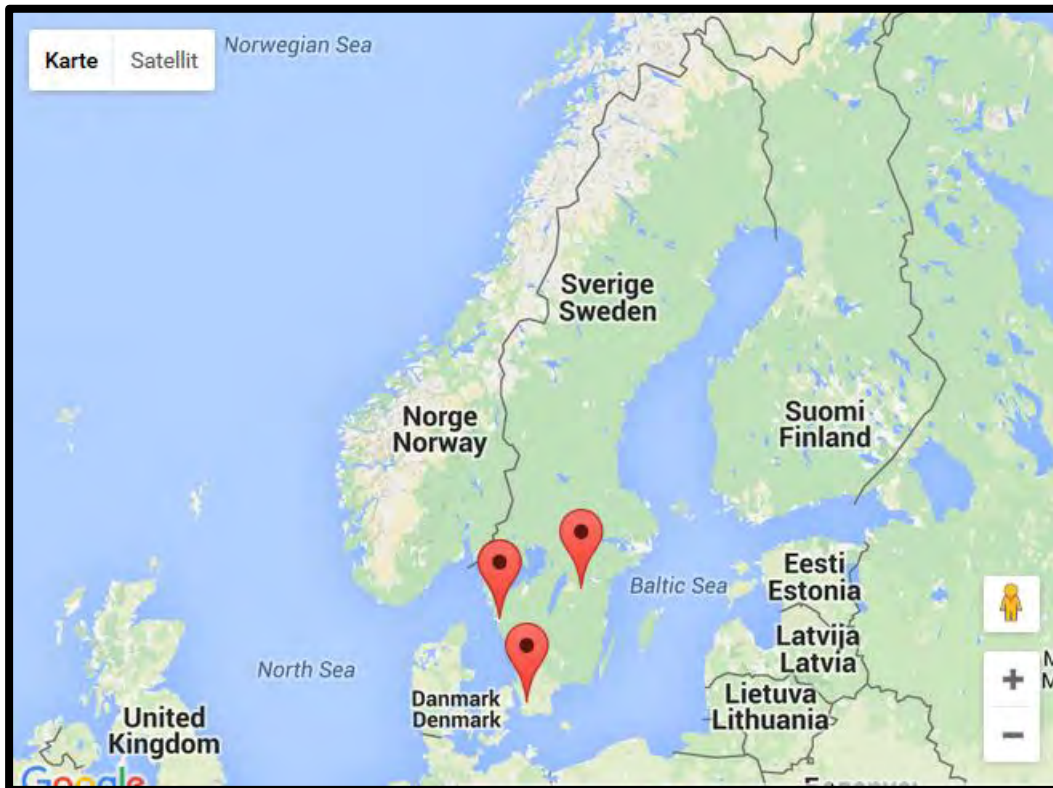 Karte Satellit
Norwegian Sea
Sverige
Sweden
Norge
Norway
Suomi
Finland
Baltic Sea
Eesti
Estonia
Latvija
Latvia
North Sea
Danmark
Denmark
Lietuva
Lithuania
United
Kingdom
Google